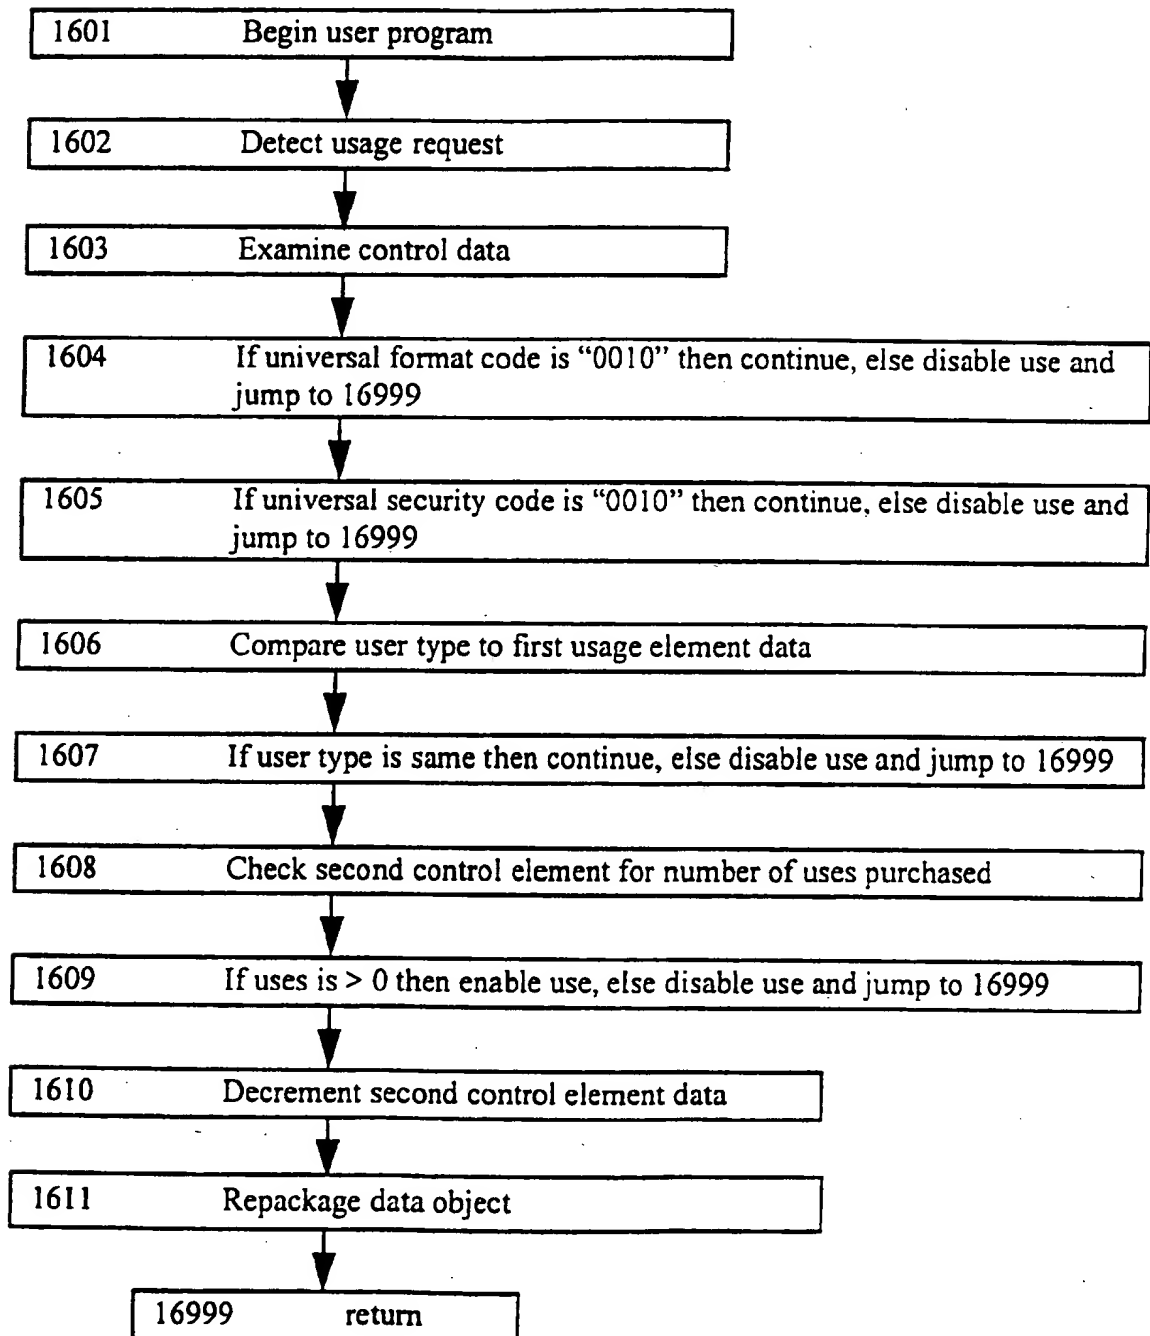 1601 Begin user program
1602 Detect usage request
1603 Examine control data
1604 If universal format code is “0010” then continue, else disable use and
jump to 16999
1605 If universal security code is “0010” then continue, else disable use and
jump to 16999
1606 Compare user type to first usage element data
1607 If user type is same then continue, else disable use and jump to 16999
1608 Check second control element for number of uses purchased
1609 If uses is > 0 then enable use, else disable use and jump to 16999
1610 Decrement second control element data
1611 Repackage data object
16999 return